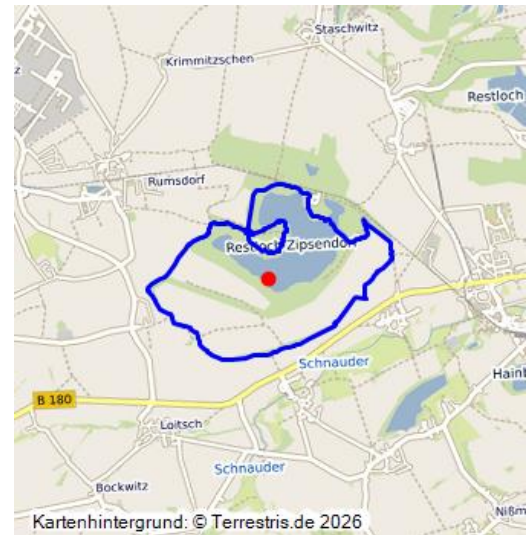 Staschwitz
Krimmitzschen
Restloch
Rumsdorf
Restloch Zipsendorf
Schnauder
Hainb
B 180
Loitsch
Schnauder
Bockwitz
Nißm
Kartenhintergrund: © Terrestris.de 2026